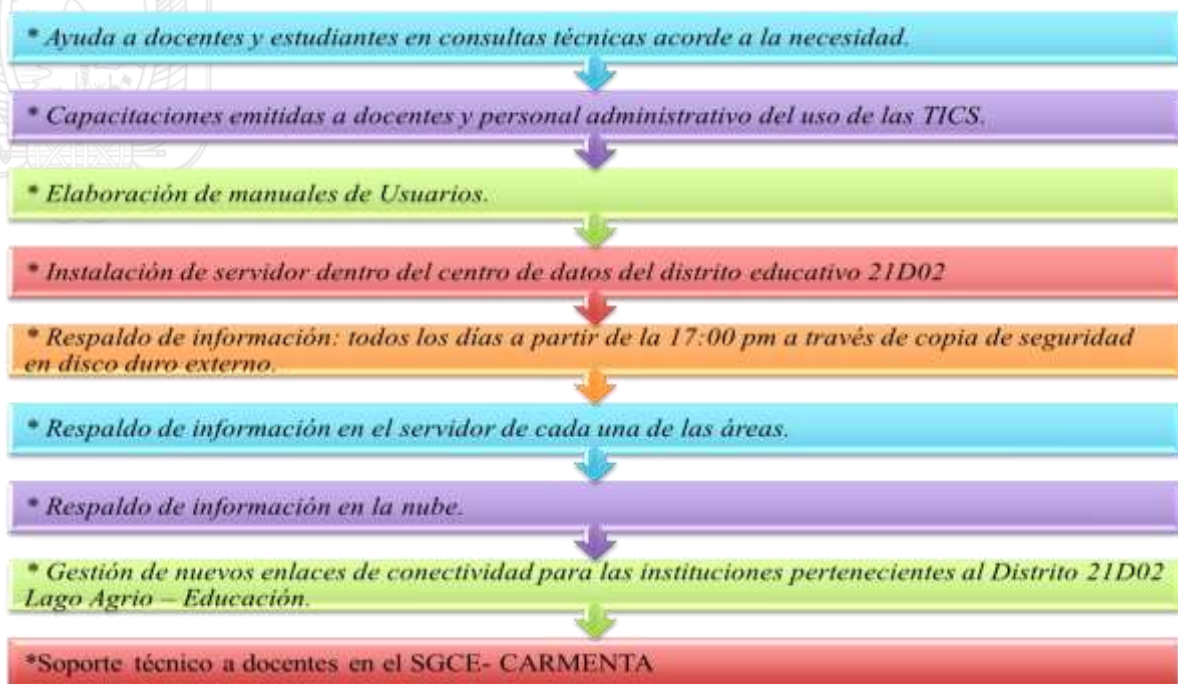 * Ayuda a docentes y estudiantes en consultas técnicas acorde a la necesidad.
* Capacitaciones emitidas a docentes y personal administrativo del uso de las TICS.
* Elaboración de manuales de Usuarios.
* Instalación de servidor dentro del centro de datos del distrito educativo 21D02
* Respaldo de información: todos los días a partir de la 17:00 pm a través de copia de seguridad
en disco duro externo.
* Respaldo de información en el servidor de cada una de las áreas.
* Respaldo de información en la nube.
* Gestión de nuevos enlaces de conectividad para las instituciones pertenecientes al Distrito 21D02
Lago Agrio – Educación.
*Soporte técnico a docentes en el SGCE- CARMENTA